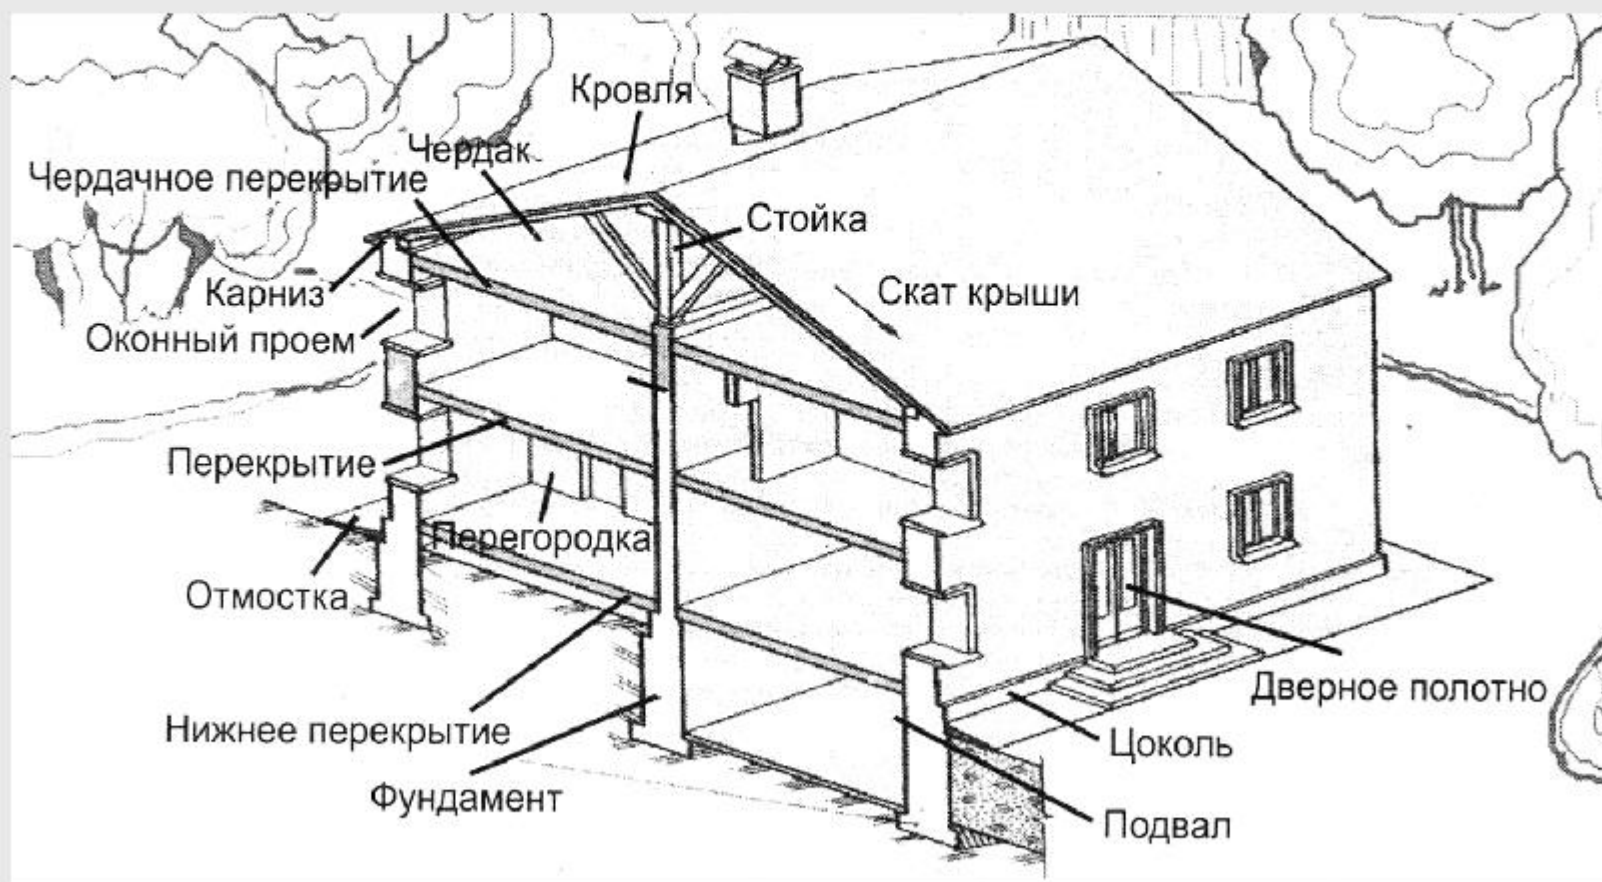 Кровля
Чердак
Чердачное перекрытие
Стойка
Карниз
Скат крыши
Оконный проем
Перекрытие
Перегородка
Отмостка
Дверное полотно
Нижнее перекрытие
Цоколь
Фундамент
Подвал